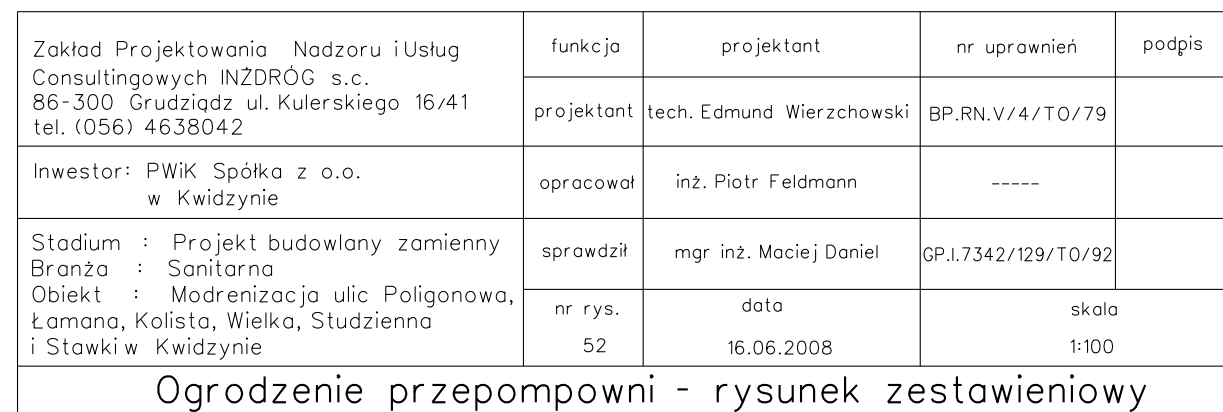 Zakład Projektowania Nadzoru i Usług
Consultingowych INŻDRÓG s.c.
86-300 Grudziądz ul. Kulerskiego 16/41
tel. (056) 4638042
funkcja projektant nr uprawnień podpis
projektant tech. Edmund Wierzchowski BP.RN.V/4/TO/79
Inwestor: PWiK Spółka z o.o.
w Kwidzynie
opracował inż. Piotr Feldmann -----
Stadium : Projekt budowlany zamienny
Branża : Sanitarna
Obiekt : Modrenizacja ulic Poligonowa,
Łamana, Kolista, Wielka, Studzienna
i Stawki w Kwidzynie
sprawdził mgr inż. Maciej Daniel GP.I.7342/129/TO/92
nr rys. data skala
52 16.06.2008 1:100
Ogrodzenie przepompowni - rysunek zestawieniowy